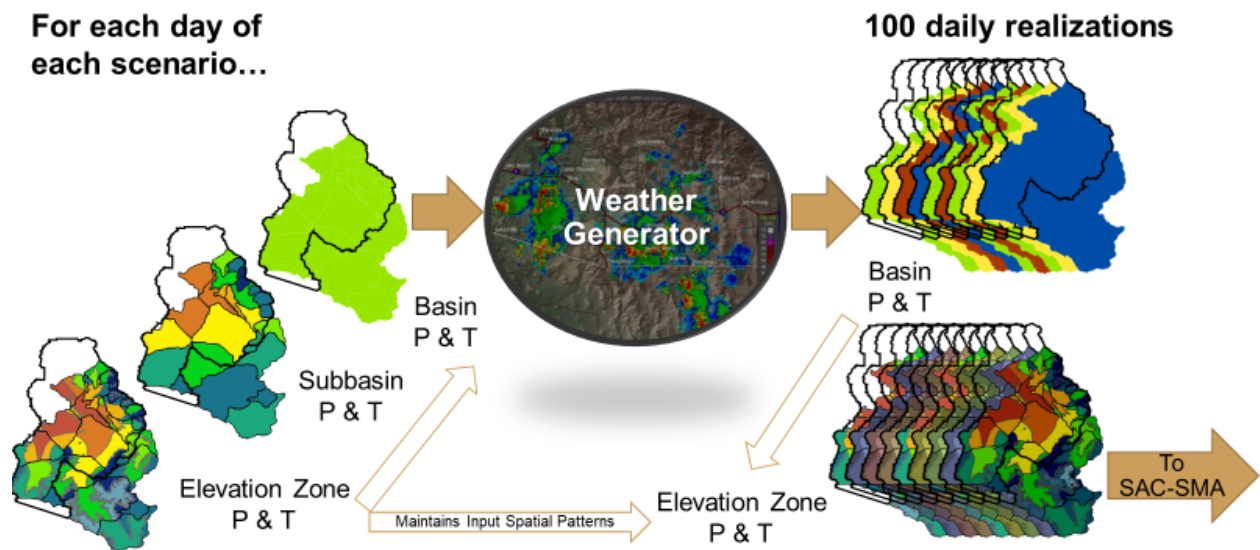 For each day of
each scenario…
100 daily realizations
Weather
Generator
Basin
P & T
Basin
P & T
Subbasin
P & T
Elevation Zone
P & T
Maintains Input Spatial Patterns
Elevation Zone
P & T
To
SAC-SMA